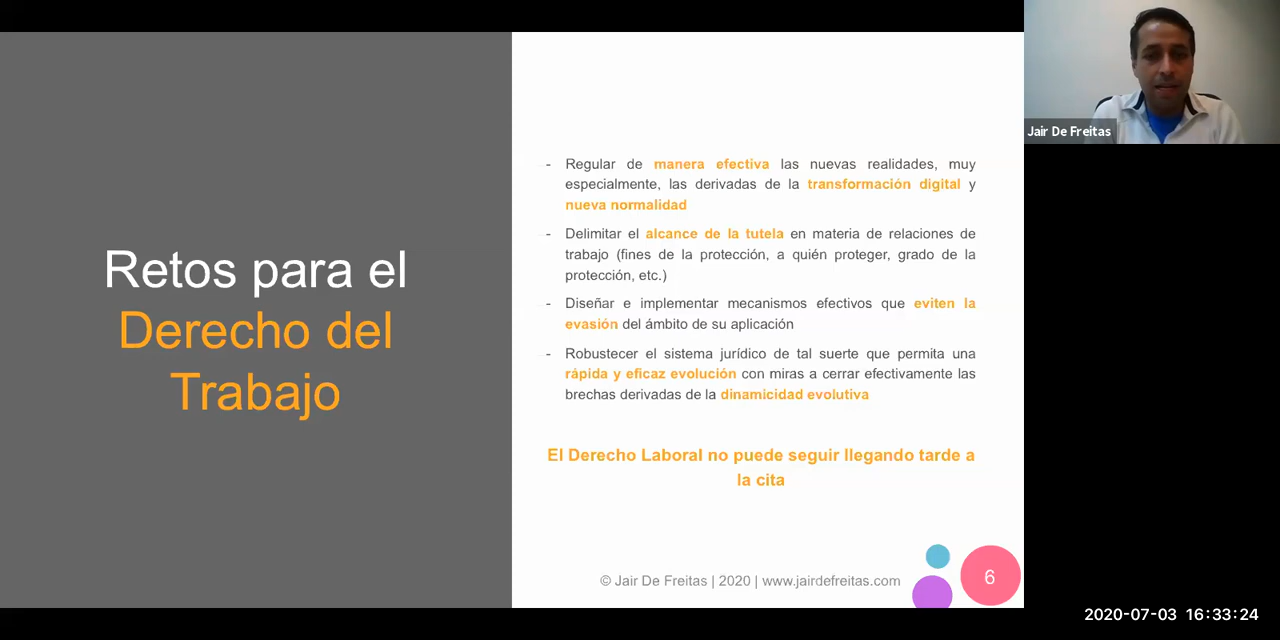 Retos para el
Derecho del
Trabajo
- Regular de manera efectiva las nuevas realidades, muy
especialmente, las derivadas de la transformación digital y
nueva normalidad
- Delimitar el alcance de la tutela en materia de relaciones de
trabajo (fines de la protección, a quién proteger, grado de la
protección, etc.)
- Diseñar e implementar mecanismos efectivos que eviten la
evasión del ámbito de su aplicación
- Robustecer el sistema jurídico de tal suerte que permita una
rápida y eficaz evolución con miras a cerrar efectivamente las
brechas derivadas de la dinamicidad evolutiva
El Derecho Laboral no puede seguir llegando tarde a
la cita
© Jair De Freitas | 2020 | www.jairdefreitas.com
6
Jair De Freitas
2020-07-03 16:33:24